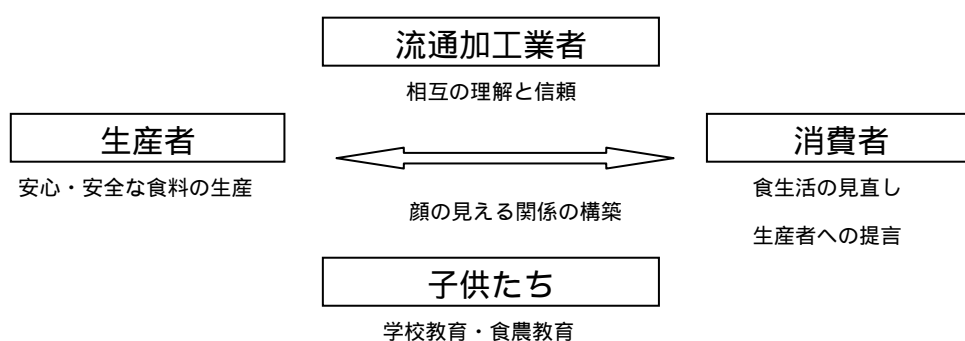 流通加工業者
相互の理解と信頼
生産者
消費者
安心・安全な食料の生産
食生活の見直し
顔の見える関係の構築
生産者への提言
子供たち
学校教育・食農教育